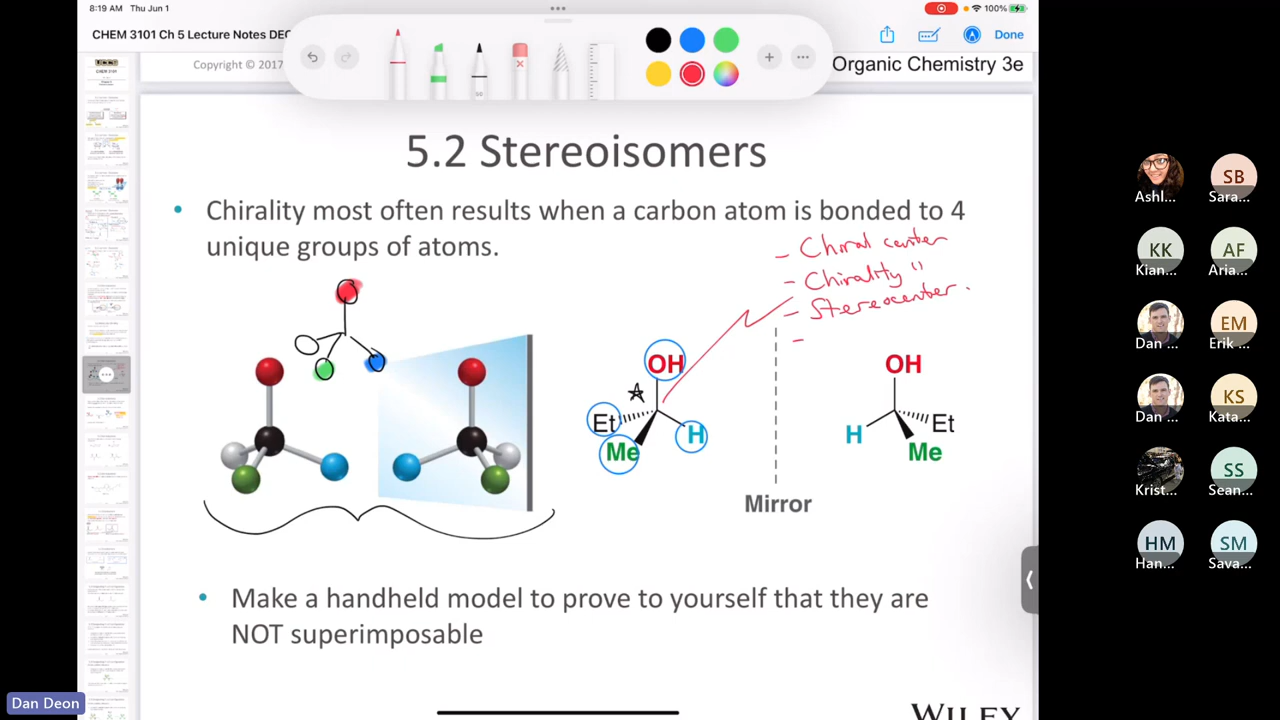 8:19 AM Thu Jun 1
100%
CHEM 3101 Ch 5 Lecture Notes DEO
Done
Copyright © 2017
Organic Chemistry 3e
5.2 Stereoisomers
• Chirality most often results when a carbon atom is bonded to 4
unique groups of atoms.
- Chiral center
- Chirality "
- Stereocenter
-
OH
Et
H
Me
Mirror
OH
H
Et
Me
• Make a handheld model to prove to yourself that they are
NOT superimposable
WILEY
SB
Ashl...
Sara...
KK
AF
Kian...
Aria...
EM
Dan ...
Erik ...
KS
Dan ...
Kata...
SS
Krist...
Sean...
HM
SM
Han...
Sava...
Dan Deon